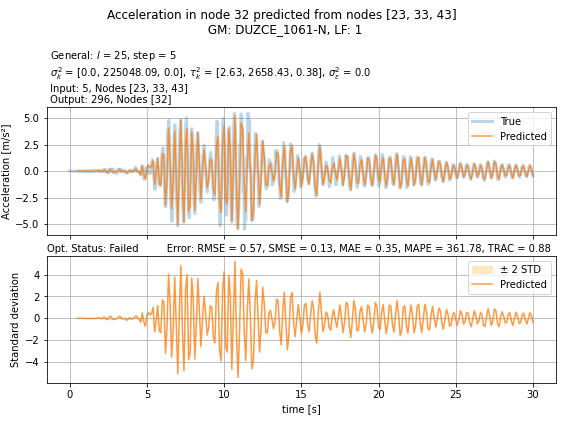 Acceleration in node 32 predicted from nodes [23, 33, 43]
GM: DUZCE_1061-N, LF: 1
General: l = 25, step = 5
σ²ₖ = [0.0, 225048.09, 0.0], τ²ₖ = [2.63, 2658.43, 0.38], σ²ε = 0.0
Input: 5, Nodes [23, 33, 43]
Output: 296, Nodes [32]
Acceleration [m/s²]
5.0
2.5
0.0
−2.5
−5.0
True
Predicted
Opt. Status: Failed
Error: RMSE = 0.57, SMSE = 0.13, MAE = 0.35, MAPE = 361.78, TRAC = 0.88
Standard deviation
4
2
0
−2
−4
± 2 STD
Predicted
0 5 10 15 20 25 30
time [s]